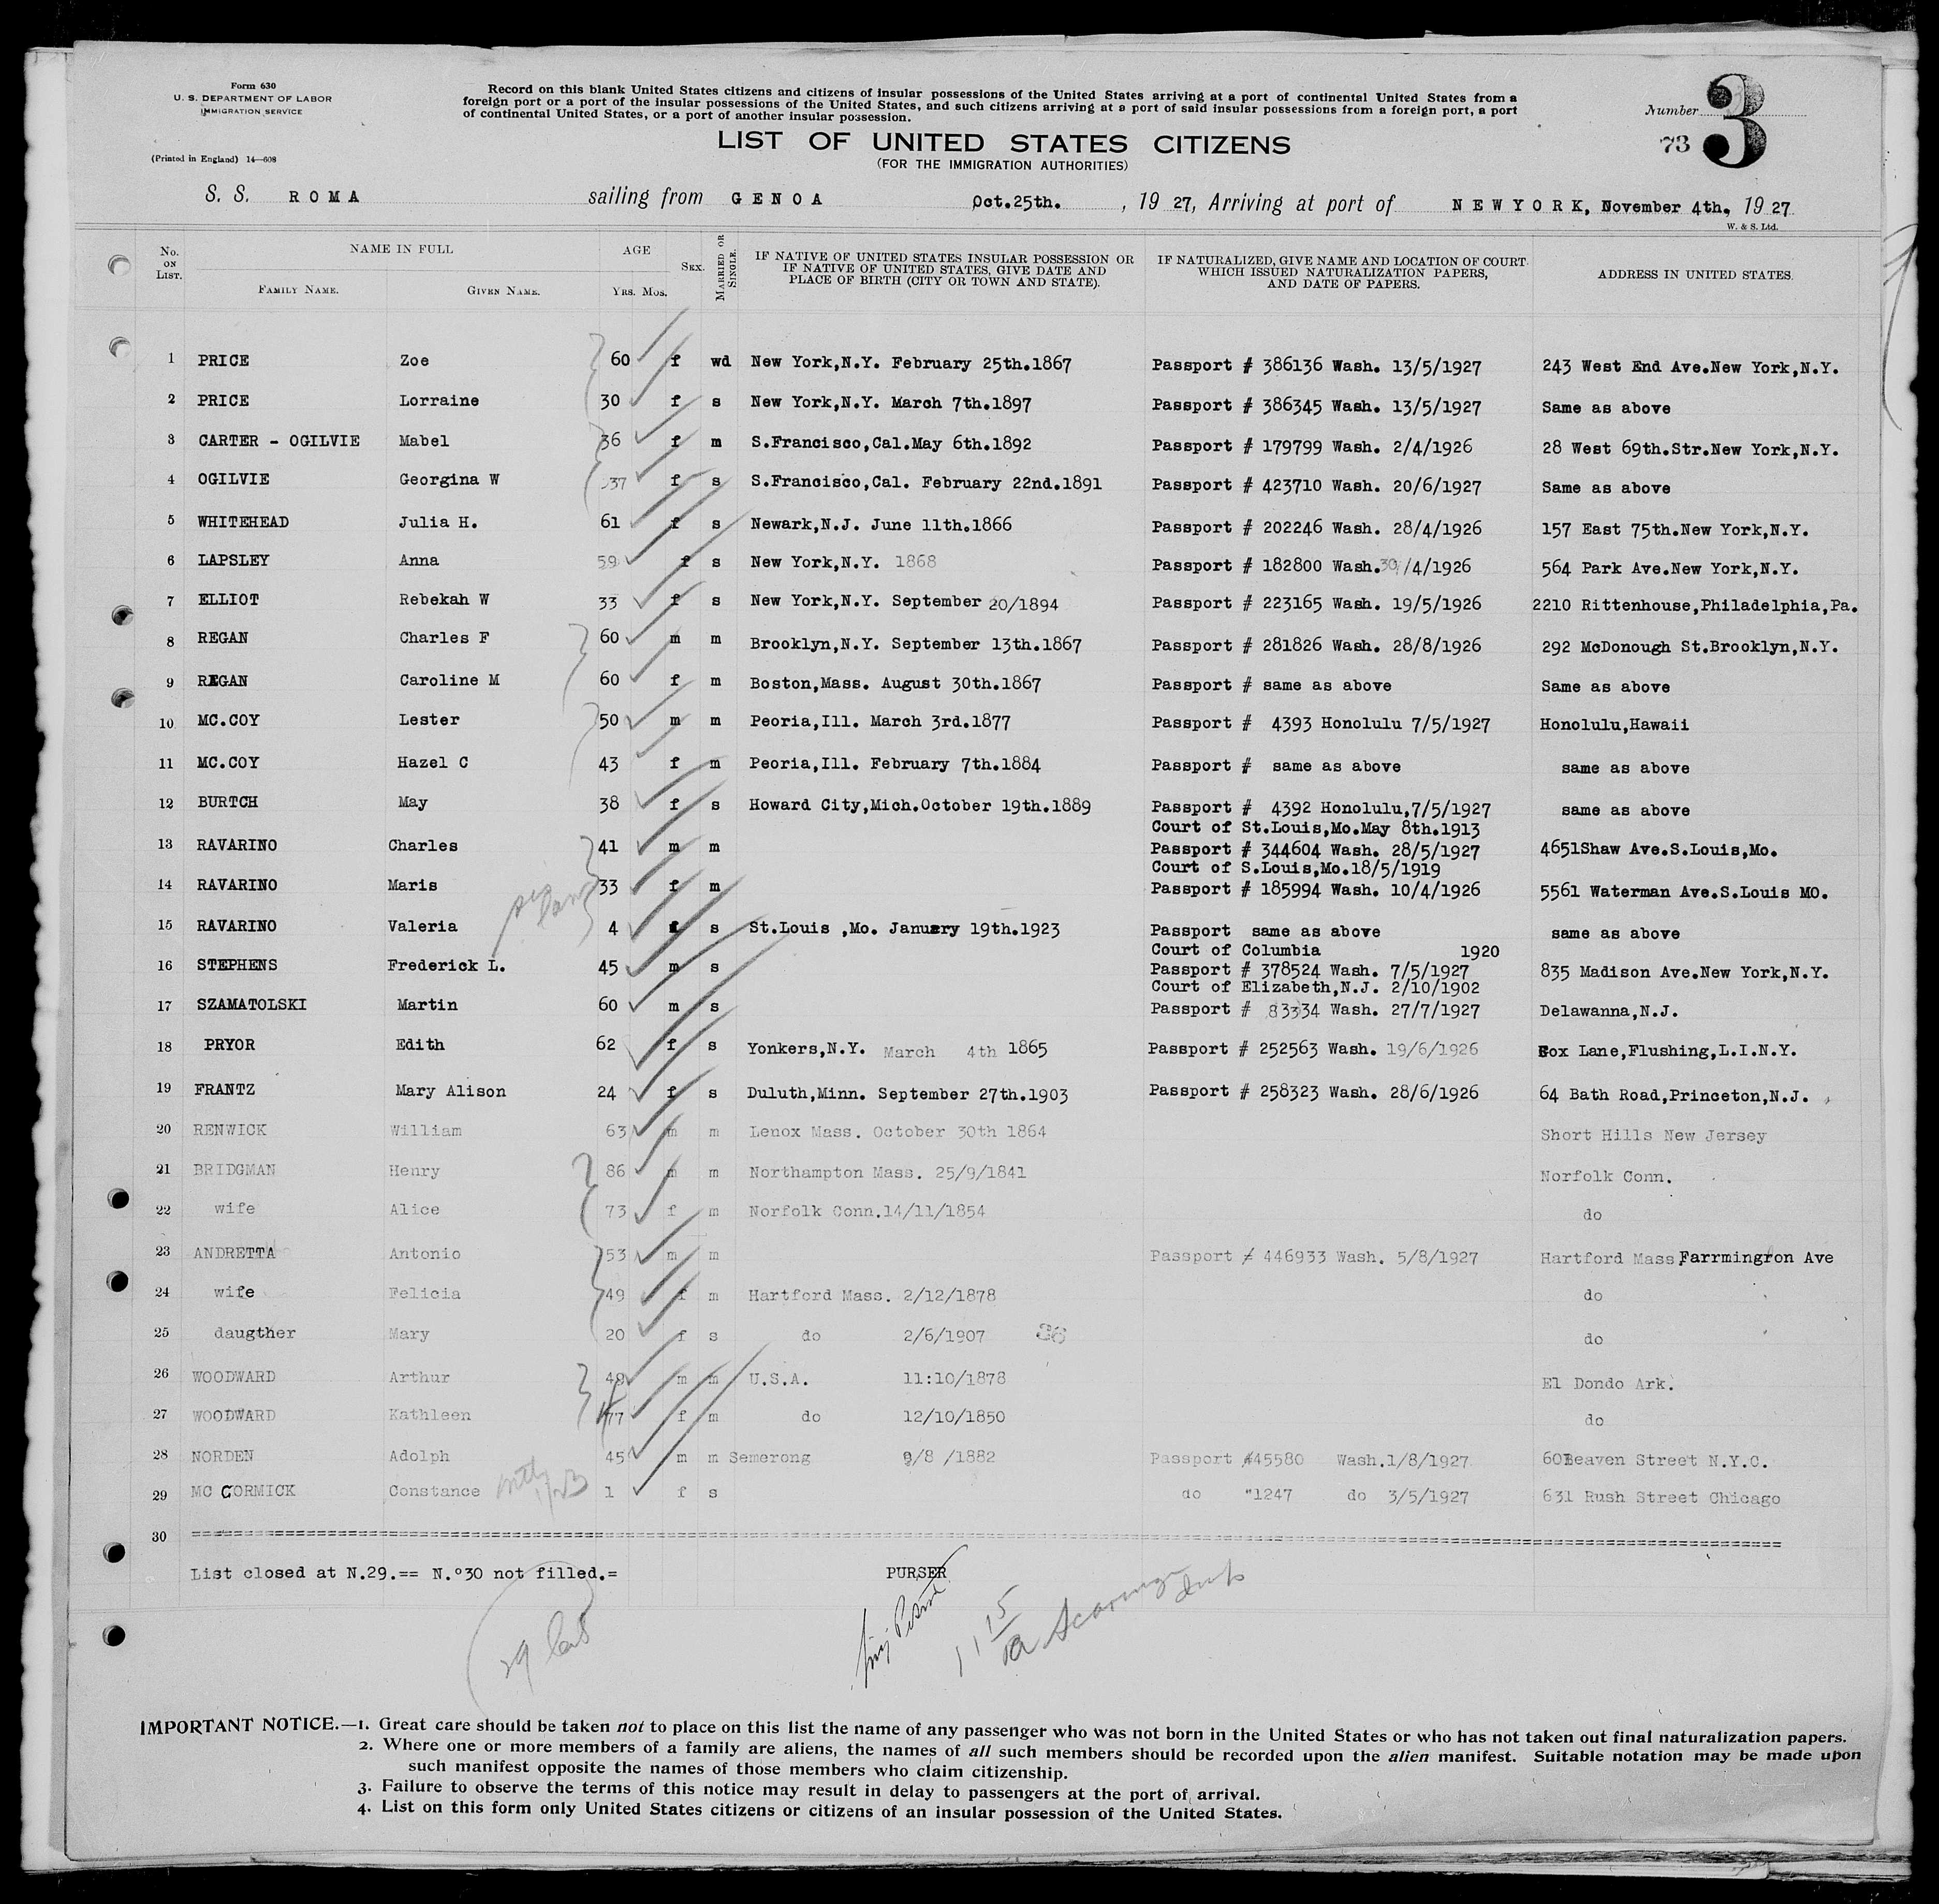 Form 630
U. S. DEPARTMENT OF LABOR
IMMIGRATION SERVICE
(Printed in England) 14—608
Record on this blank United States citizens and citizens of insular possessions of the United States arriving at a port of continental United States from a
foreign port or a port of the insular possessions of the United States, and such citizens arriving at a port of said insular possessions from a foreign port, a port
of continental United States, or a port of another insular possession.
LIST OF UNITED STATES CITIZENS
(FOR THE IMMIGRATION AUTHORITIES)
Number 3
73
S. S. ROMA sailing from GENOA Oct.25th. , 19 27, Arriving at port of NEWYORK, November 4th, 19 27
W. & S. Ltd.
No. ON LIST. NAME IN FULL FAMILY NAME. GIVEN NAME. AGE YRS. MOS. SEX. MARRIED OR SINGLE. IF NATIVE OF UNITED STATES INSULAR POSSESSION OR IF NATIVE OF UNITED STATES, GIVE DATE AND PLACE OF BIRTH (CITY OR TOWN AND STATE). IF NATURALIZED, GIVE NAME AND LOCATION OF COURT WHICH ISSUED NATURALIZATION PAPERS, AND DATE OF PAPERS. ADDRESS IN UNITED STATES.
1 PRICE Zoe 60 f wd New York,N.Y. February 25th.1867 Passport # 386136 Wash. 13/5/1927 243 West End Ave.New York,N.Y.
2 PRICE Lorraine 30 f s New York,N.Y. March 7th.1897 Passport # 386345 Wash. 13/5/1927 Same as above
3 CARTER - OGILVIE Mabel 36 f m S.Francisco,Cal.May 6th.1892 Passport # 179799 Wash. 2/4/1926 28 West 69th.Str.New York,N.Y.
4 OGILVIE Georgina W 37 f s S.Francisco,Cal. February 22nd.1891 Passport # 423710 Wash. 20/6/1927 Same as above
5 WHITEHEAD Julia H. 61 f s Newark,N.J. June 11th.1866 Passport # 202246 Wash. 28/4/1926 157 East 75th.New York,N.Y.
6 LAPSLEY Anna 59 f s New York,N.Y. 1868 Passport # 182800 Wash.30/4/1926 564 Park Ave.New York,N.Y.
7 ELLIOT Rebekah W 33 f s New York,N.Y. September 20/1894 Passport # 223165 Wash. 19/5/1926 2210 Rittenhouse,Philadelphia,Pa.
8 REGAN Charles F 60 m m Brooklyn,N.Y. September 13th.1867 Passport # 281826 Wash. 28/8/1926 292 McDonough St.Brooklyn,N.Y.
9 REGAN Caroline M 60 f m Boston,Mass. August 30th.1867 Passport # same as above Same as above
10 MC.COY Lester 50 m m Peoria,Ill. March 3rd.1877 Passport # 4393 Honolulu 7/5/1927 Honolulu,Hawaii
11 MC.COY Hazel C 43 f m Peoria,Ill. February 7th.1884 Passport # same as above same as above
12 BURTCH May 38 f s Howard City,Mich.October 19th.1889 Passport # 4392 Honolulu,7/5/1927 same as above
Court of St.Louis,Mo.May 8th.1913
13 RAVARINO Charles 41 m m Passport # 344604 Wash. 28/5/1927 4651Shaw Ave.S.Louis,Mo.
Court of S.Louis,Mo.18/5/1919
14 RAVARINO Maris 33 f m Passport # 185994 Wash. 10/4/1926 5561 Waterman Ave.S.Louis MO.
15 RAVARINO Valeria 4 f s St.Louis ,Mo. January 19th.1923 Passport same as above same as above
Court of Columbia 1920
16 STEPHENS Frederick L. 45 m s Passport # 378524 Wash. 7/5/1927 835 Madison Ave.New York,N.Y.
Court of Elizabeth,N.J. 2/10/1902
17 SZAMATOLSKI Martin 60 m s Passport # 83334 Wash. 27/7/1927 Delawanna,N.J.
18 PRYOR Edith 62 f s Yonkers,N.Y. March 4th 1865 Passport # 252563 Wash. 19/6/1926 Fox Lane,Flushing,L.I.N.Y.
19 FRANTZ Mary Alison 24 f s Duluth,Minn. September 27th.1903 Passport # 258323 Wash. 28/6/1926 64 Bath Road,Princeton,N.J.
20 RENWICK William 63 m m Lenox Mass. October 30th 1864 Short Hills New Jersey
21 BRIDGMAN Henry 86 m m Northampton Mass. 25/9/1841 Norfolk Conn.
22 wife Alice 73 f m Norfolk Conn.14/11/1854 do
23 ANDRETTA Antonio 53 m m Passport # 446933 Wash. 5/8/1927 Hartford Mass.Farrmingron Ave
24 wife Felicia 49 f m Hartford Mass. 2/12/1878 do
25 daugther Mary 20 f s do 2/6/1907 do
26 WOODWARD Arthur 49 m m U.S.A. 11:10/1878 El Dondo Ark.
27 WOODWARD Kathleen 77 f m do 12/10/1850 do
28 NORDEN Adolph 45 m m Semerong 9/8 /1882 Passport #45580 Wash.1/8/1927 60Beaven Street N.Y.C.
29 MC CORMICK Constance 1 f s do "1247 do 3/5/1927 631 Rush Street Chicago
30 ====================
List closed at N.29.== N.°30 not filled.=
PURSER
IMPORTANT NOTICE.—1. Great care should be taken not to place on this list the name of any passenger who was not born in the United States or who has not taken out final naturalization papers.
2. Where one or more members of a family are aliens, the names of all such members should be recorded upon the alien manifest. Suitable notation may be made upon
such manifest opposite the names of those members who claim citizenship.
3. Failure to observe the terms of this notice may result in delay to passengers at the port of arrival.
4. List on this form only United States citizens or citizens of an insular possession of the United States.